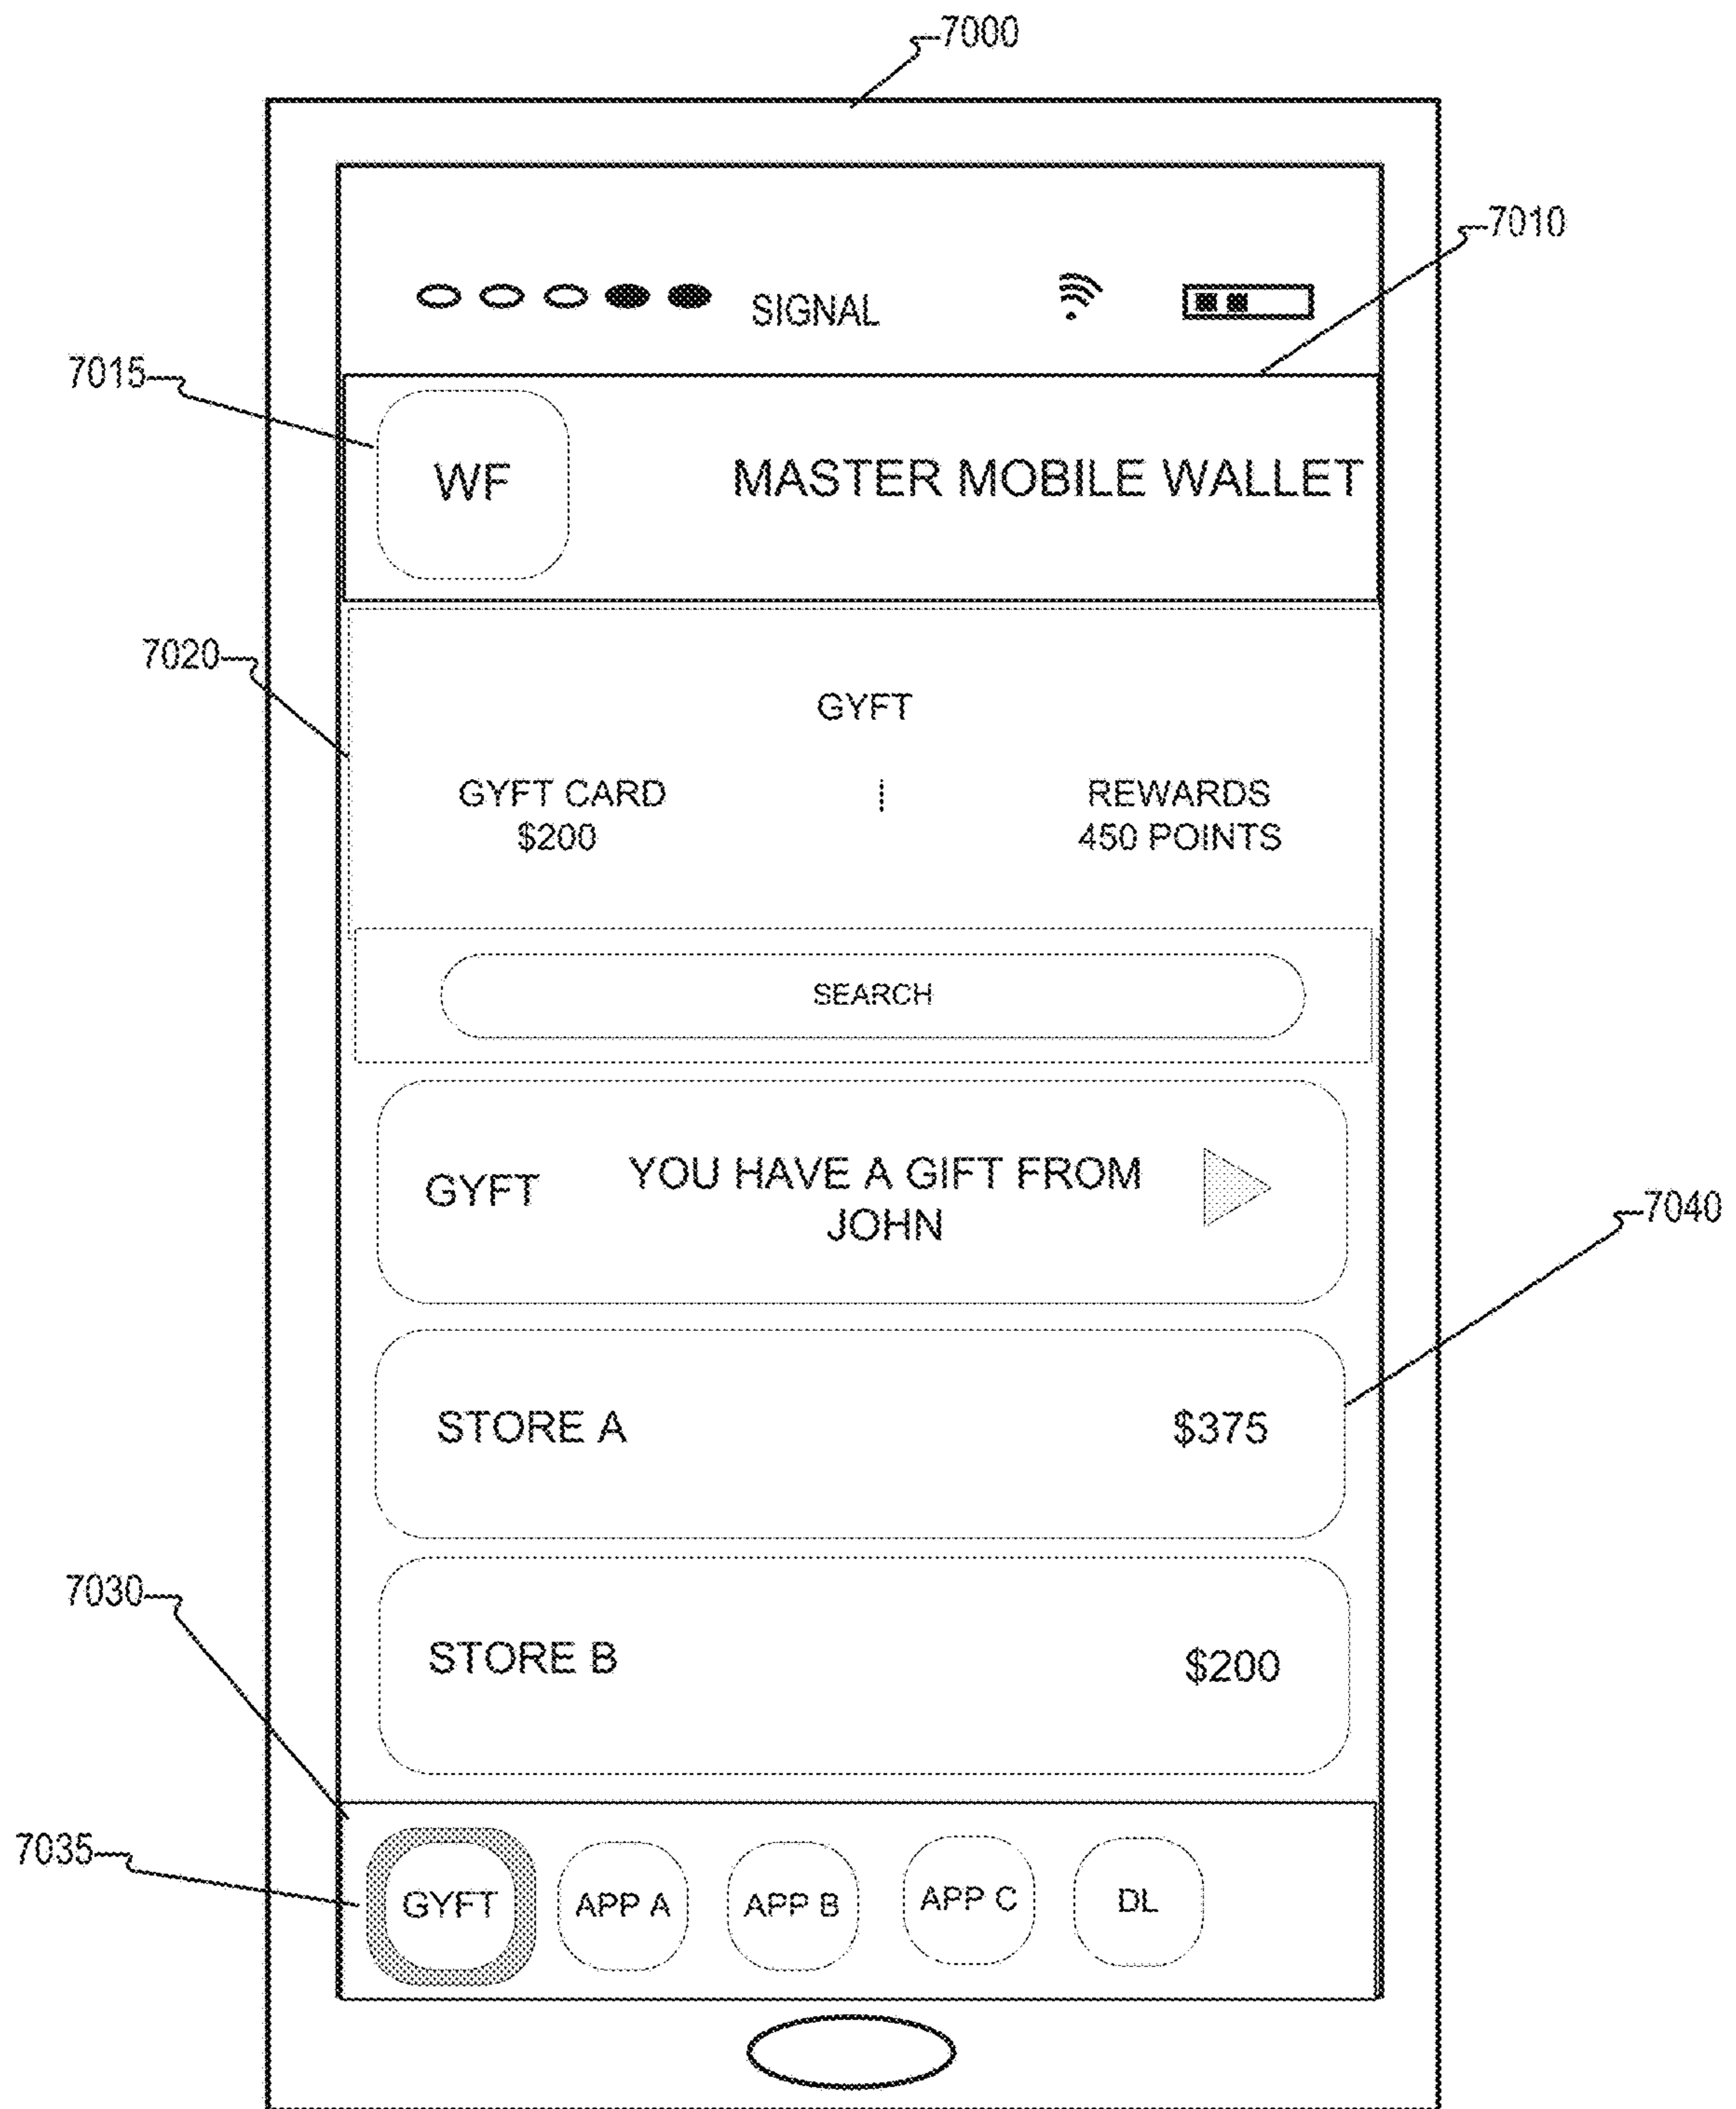 7000
7010
SIGNAL
7015
WF
MASTER MOBILE WALLET
7020
GYFT
GYFT CARD | REWARDS
$200 450 POINTS
SEARCH
GYFT YOU HAVE A GIFT FROM
JOHN
7040
STORE A $375
7030
STORE B $200
7035
GYFT APP A APP B APP C DL